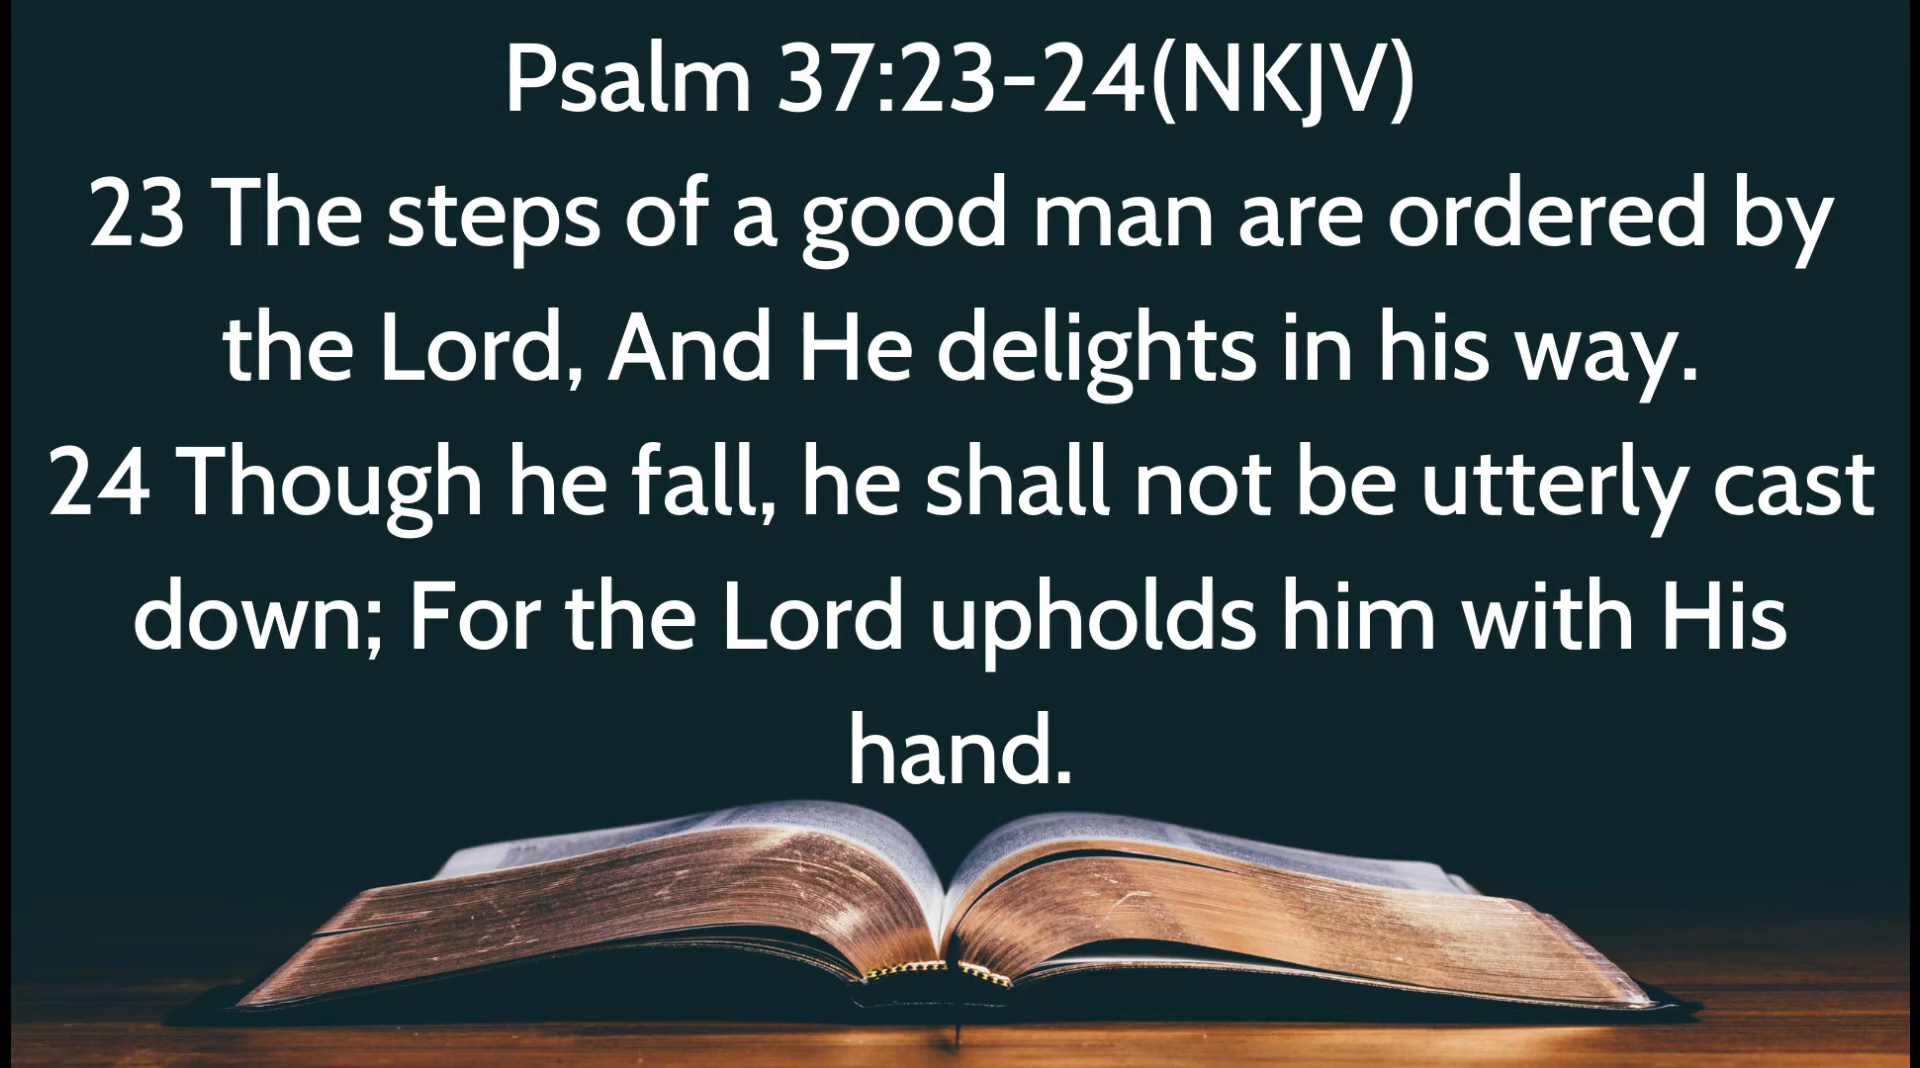 Psalm 37:23-24(NKJV)
23 The steps of a good man are ordered by
the Lord, And He delights in his way.
24 Though he fall, he shall not be utterly cast
down; For the Lord upholds him with His
hand.